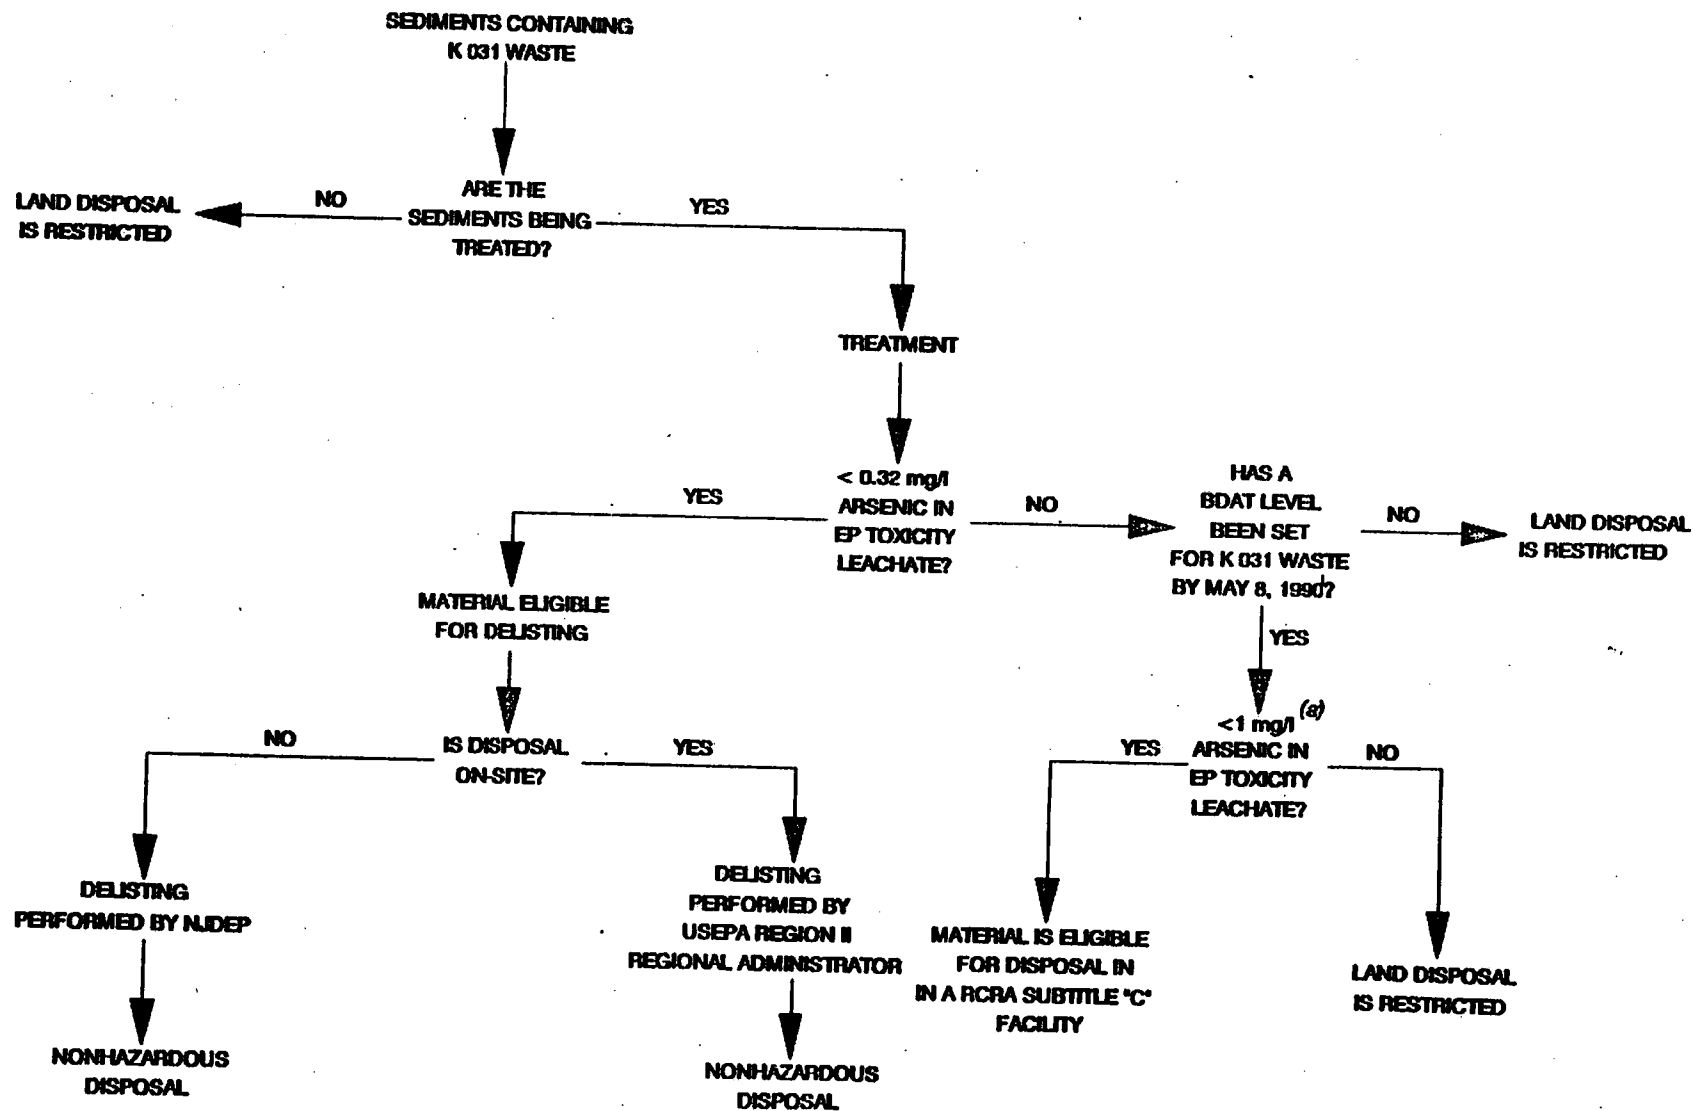 SEDIMENTS CONTAINING
K 031 WASTE
ARE THE
SEDIMENTS BEING
TREATED?
NO
LAND DISPOSAL
IS RESTRICTED
YES
TREATMENT
< 0.32 mg/l
ARSENIC IN
EP TOXICITY
LEACHATE?
YES
NO
HAS A
BDAT LEVEL
BEEN SET
FOR K 031 WASTE
BY MAY 8, 1990?
NO
LAND DISPOSAL
IS RESTRICTED
MATERIAL ELIGIBLE
FOR DELISTING
YES
<1 mg/l (a)
ARSENIC IN
EP TOXICITY
LEACHATE?
IS DISPOSAL
ON-SITE?
NO
YES
YES
NO
DELISTING
PERFORMED BY NJDEP
DELISTING
PERFORMED BY
USEPA REGION II
REGIONAL ADMINISTRATOR
MATERIAL IS ELIGIBLE
FOR DISPOSAL IN
IN A RCRA SUBTITLE "C"
FACILITY
LAND DISPOSAL
IS RESTRICTED
NONHAZARDOUS
DISPOSAL
NONHAZARDOUS
DISPOSAL